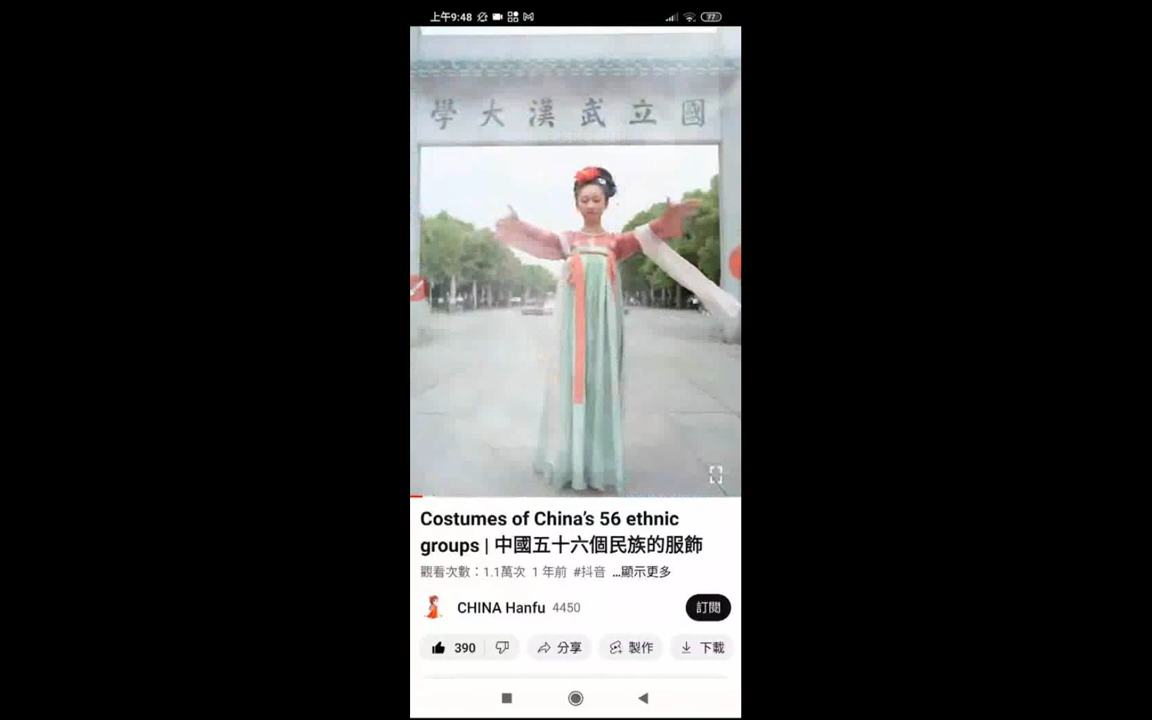 上午9:48
77
學大漢武立國
Costumes of China's 56 ethnic
groups | 中國五十六個民族的服飾
觀看次數：1.1萬次 1 年前 #抖音 ...顯示更多
CHINA Hanfu 4450 訂閱
390 分享 製作 下載